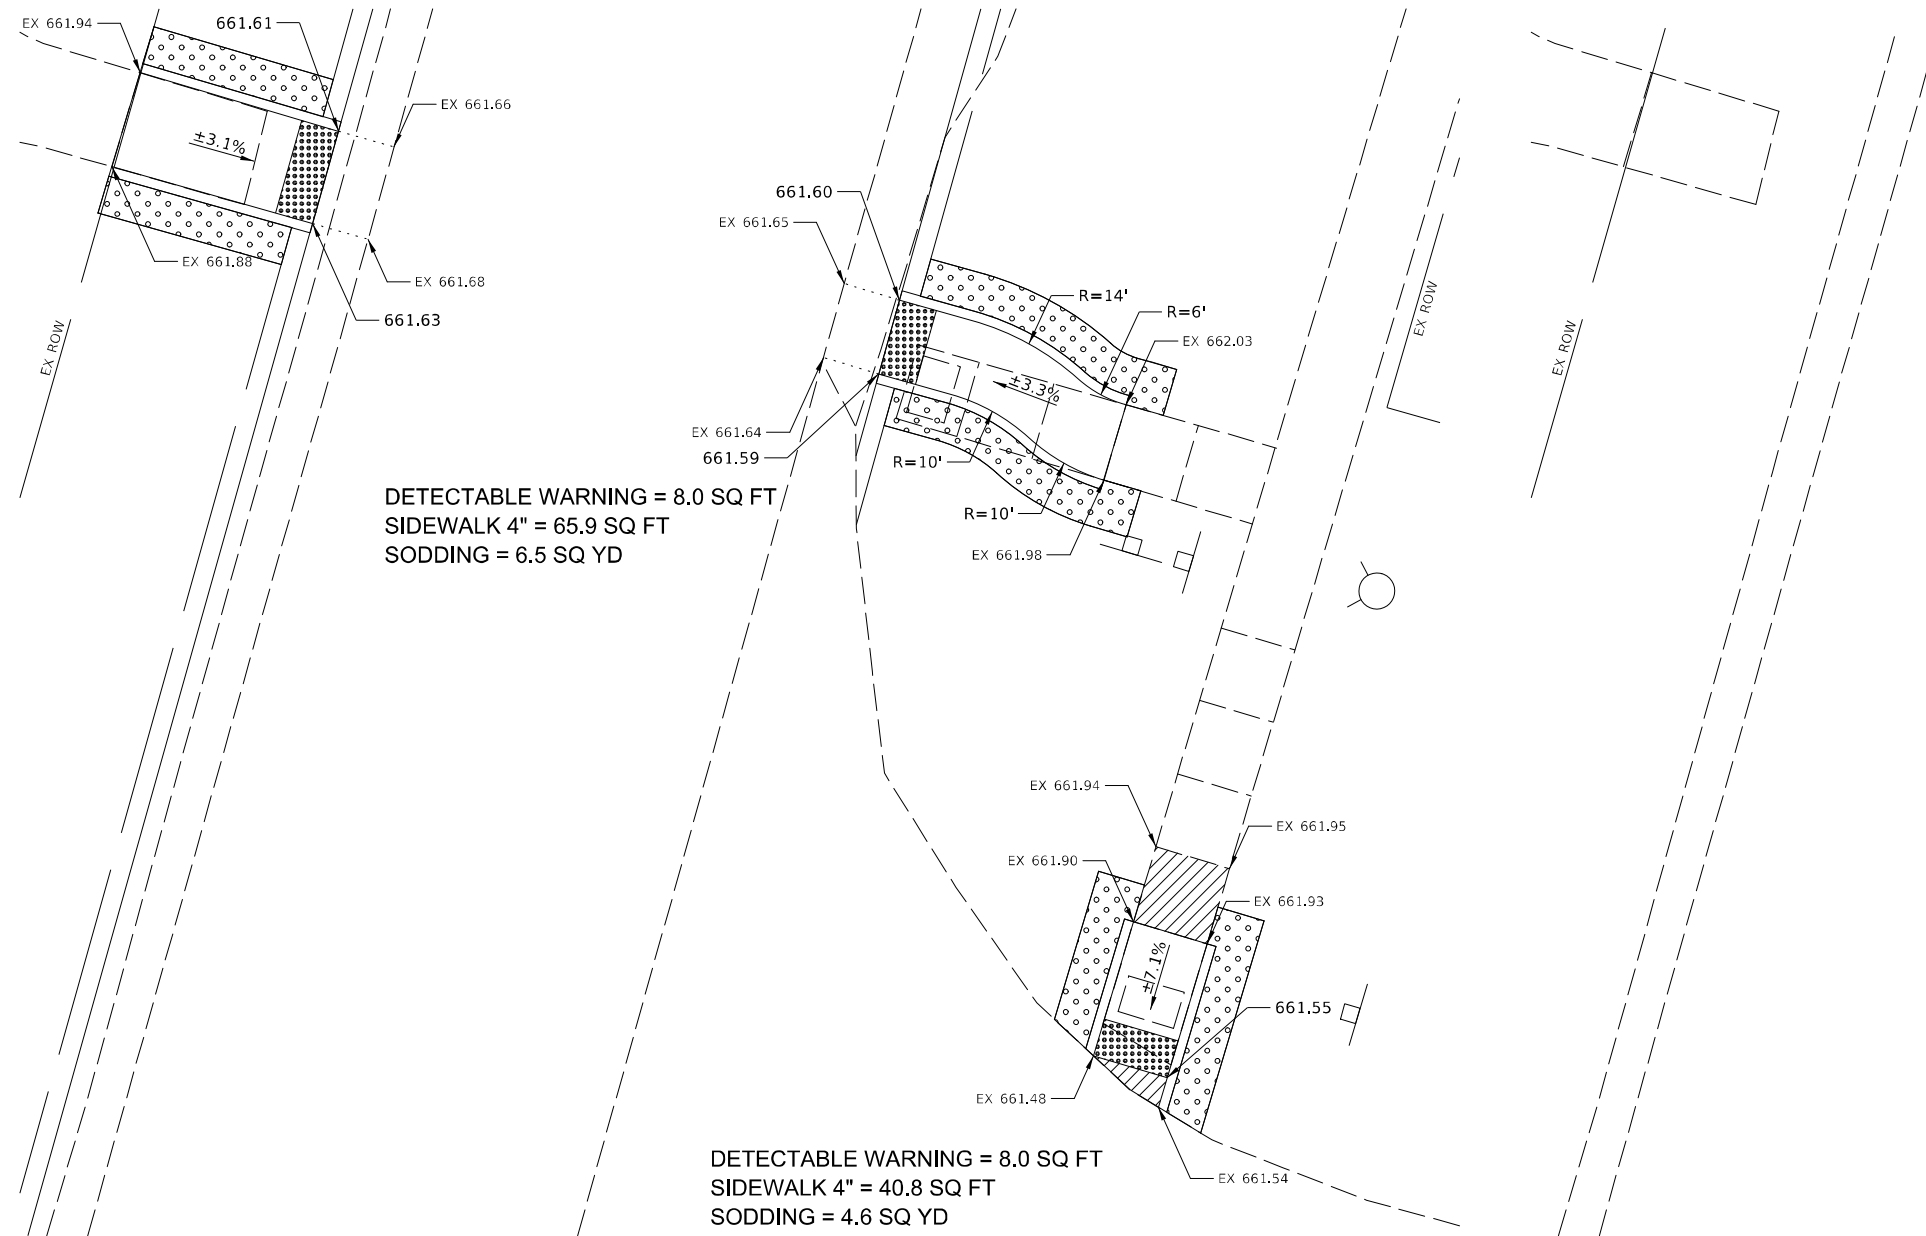 EX 661.94
661.61
EX 661.66
±3.1%
EX 661.88
EX 661.68
661.63
EX ROW
661.60
EX 661.65
R=14'
R=6'
EX 662.03
±3.3%
EX 661.64
661.59
R=10'
R=10'
EX 661.98
EX ROW
EX ROW
DETECTABLE WARNING = 8.0 SQ FT
SIDEWALK 4" = 65.9 SQ FT
SODDING = 6.5 SQ YD
EX 661.94
EX 661.95
EX 661.90
EX 661.93
±7.1%
661.55
EX 661.48
EX 661.54
DETECTABLE WARNING = 8.0 SQ FT
SIDEWALK 4" = 40.8 SQ FT
SODDING = 4.6 SQ YD